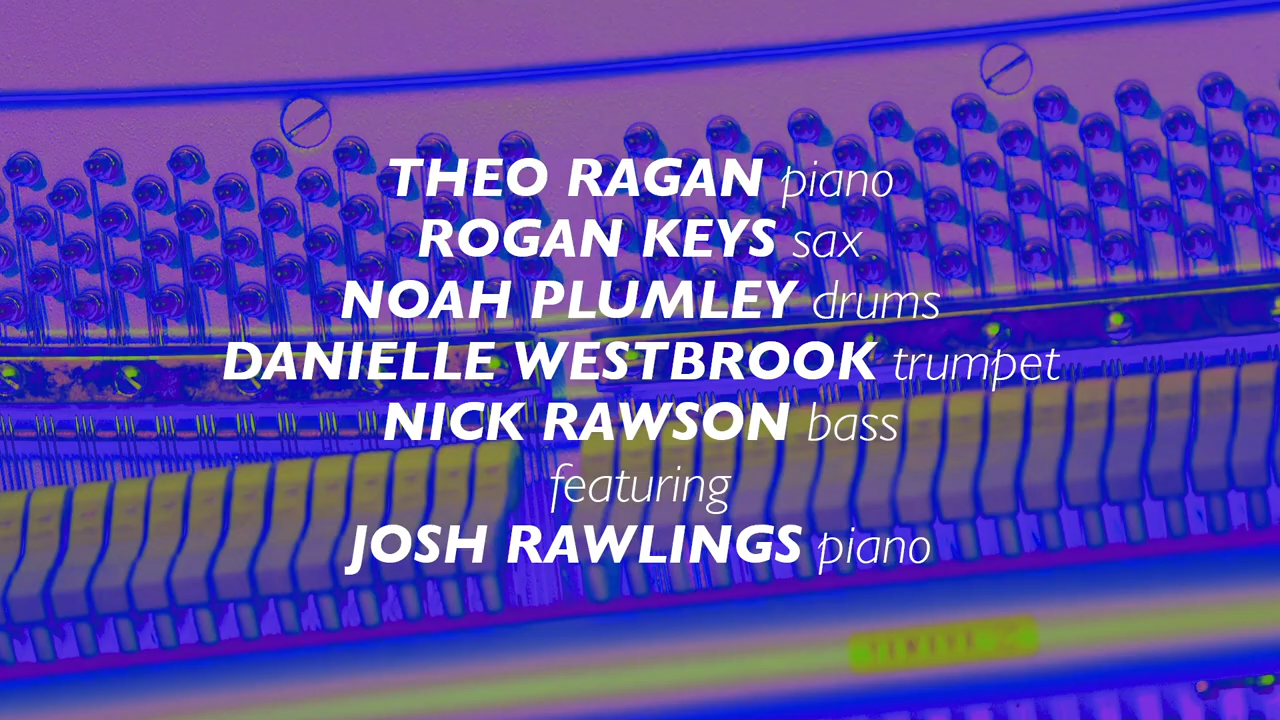 THEO RAGAN piano
ROGAN KEYS sax
NOAH PLUMLEY drums
DANIELLE WESTBROOK trumpet
NICK RAWSON bass
featuring
JOSH RAWLINGS piano